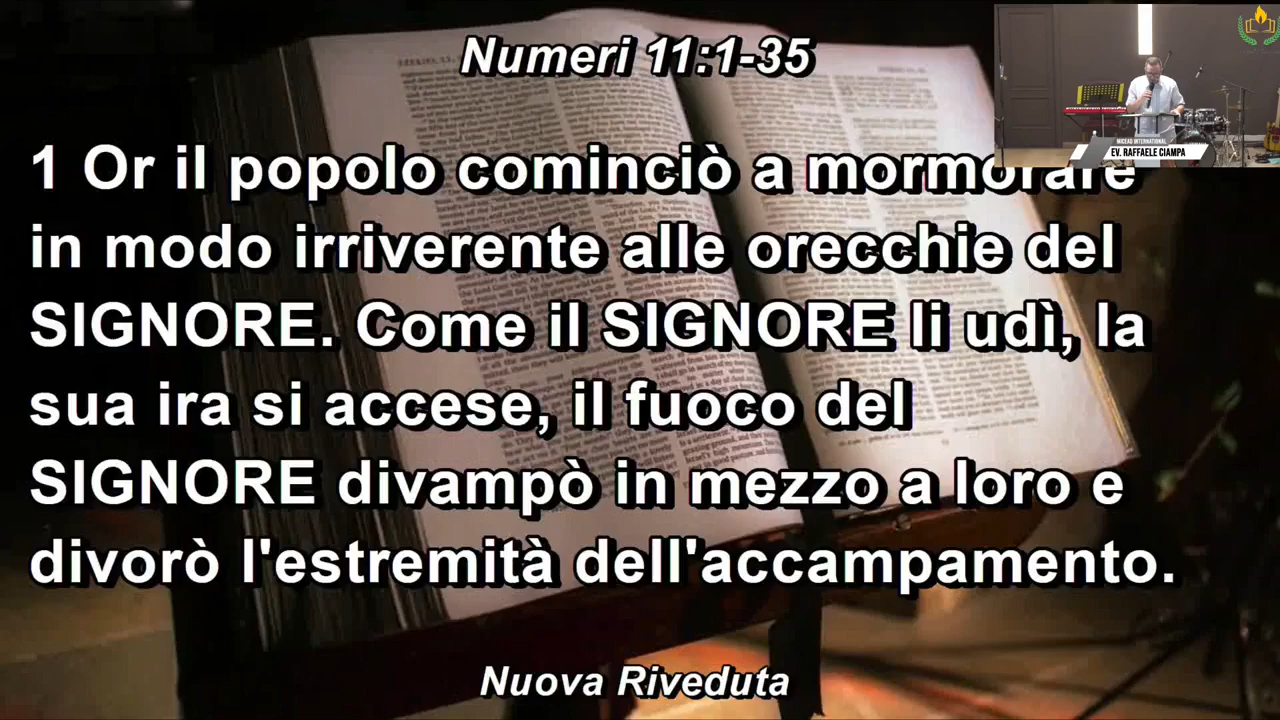 Numeri 11:1-35
MICEAD INTERNATIONAL
EV. RAFFAELE CIAMPA
1 Or il popolo cominciò a mormorare
in modo irriverente alle orecchie del
SIGNORE. Come il SIGNORE li udì, la
sua ira si accese, il fuoco del
SIGNORE divampò in mezzo a loro e
divorò l'estremità dell'accampamento.
Nuova Riveduta